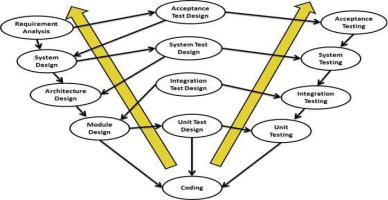 Requirement
Analysis
Acceptance
Test Design
Acceptance
Testing
System
Design
System Test
Design
System
Testing
Architecture
Design
Integration
Test Design
Integration
Testing
Module
Design
Unit Test
Design
Unit
Testing
Coding